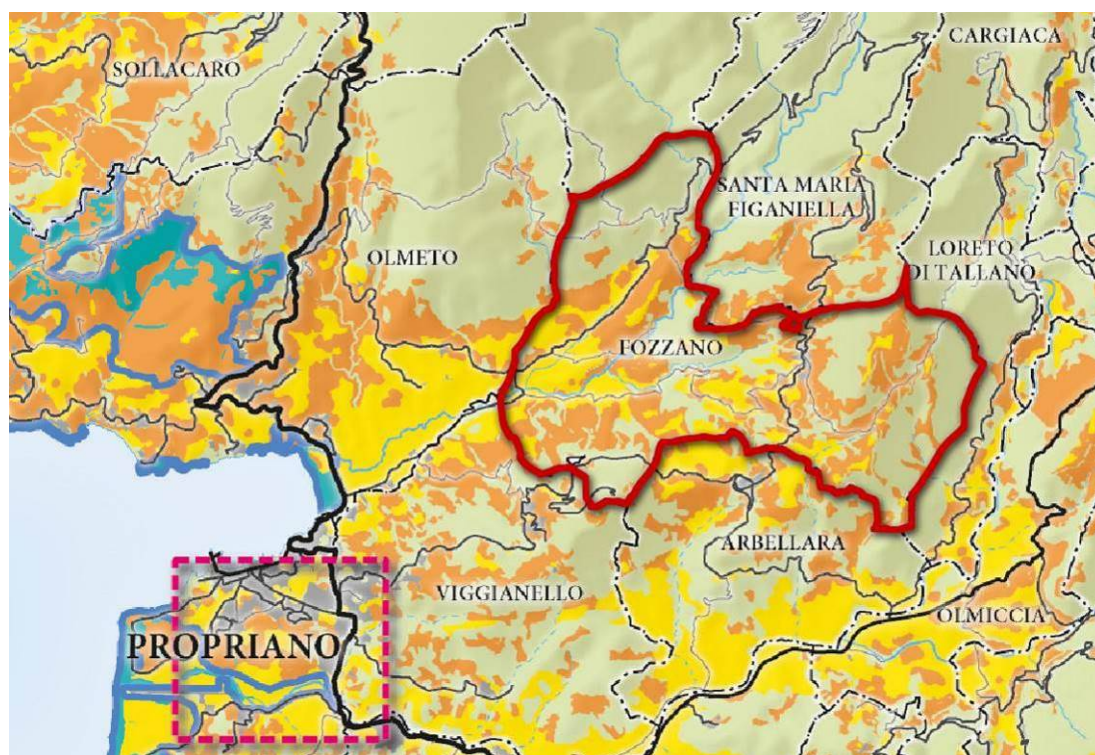 CARGIACA
SOLLACARO
SANTA MARIA
FIGANIELLA
OLMETO
LORETO
DI TALLANO
FOZZANO
ARBELLARA
VIGGIANELLO
OLMICCIA
PROPRIANO